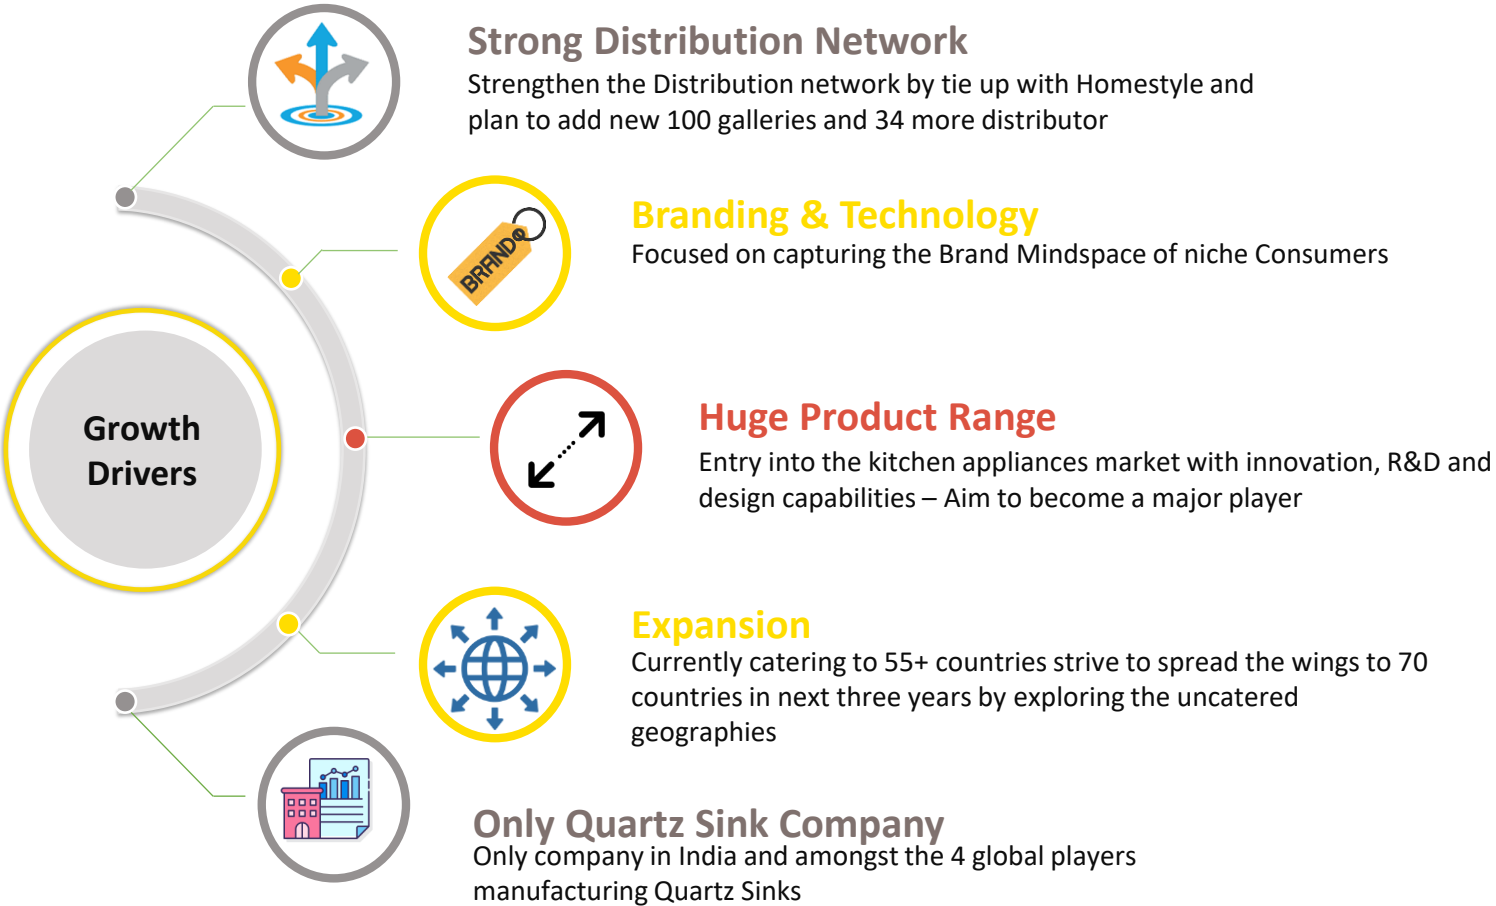 Strong Distribution Network
Strengthen the Distribution network by tie up with Homestyle and
plan to add new 100 galleries and 34 more distributor
BRAND
Branding & Technology
Focused on capturing the Brand Mindspace of niche Consumers
Growth
Drivers
Huge Product Range
Entry into the kitchen appliances market with innovation, R&D and
design capabilities – Aim to become a major player
Expansion
Currently catering to 55+ countries strive to spread the wings to 70
countries in next three years by exploring the uncatered
geographies
Only Quartz Sink Company
Only company in India and amongst the 4 global players
manufacturing Quartz Sinks